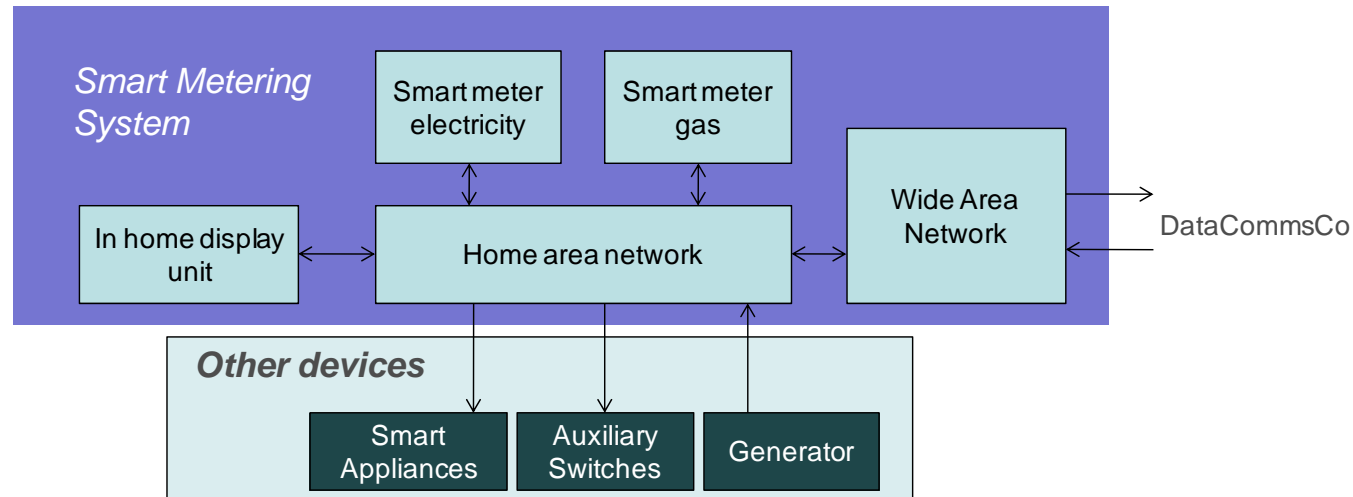 Smart Metering
System
Smart meter
electricity
Smart meter
gas
Wide Area
Network
DataCommsCo
In home display
unit
Home area network
Other devices
Smart
Appliances
Auxiliary
Switches
Generator